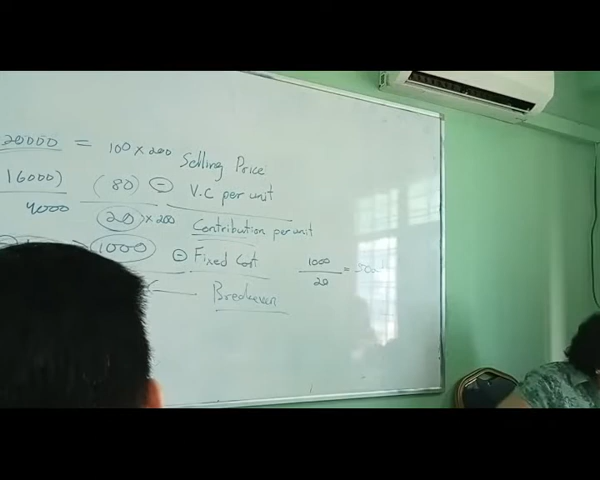 20000 = 100 x 200 Selling Price
16000) (80) ⊖ V.C per unit
4000 20 x 200 Contribution per unit
1000 ⊖ Fixed Cost
1000
20
=
Breakeven